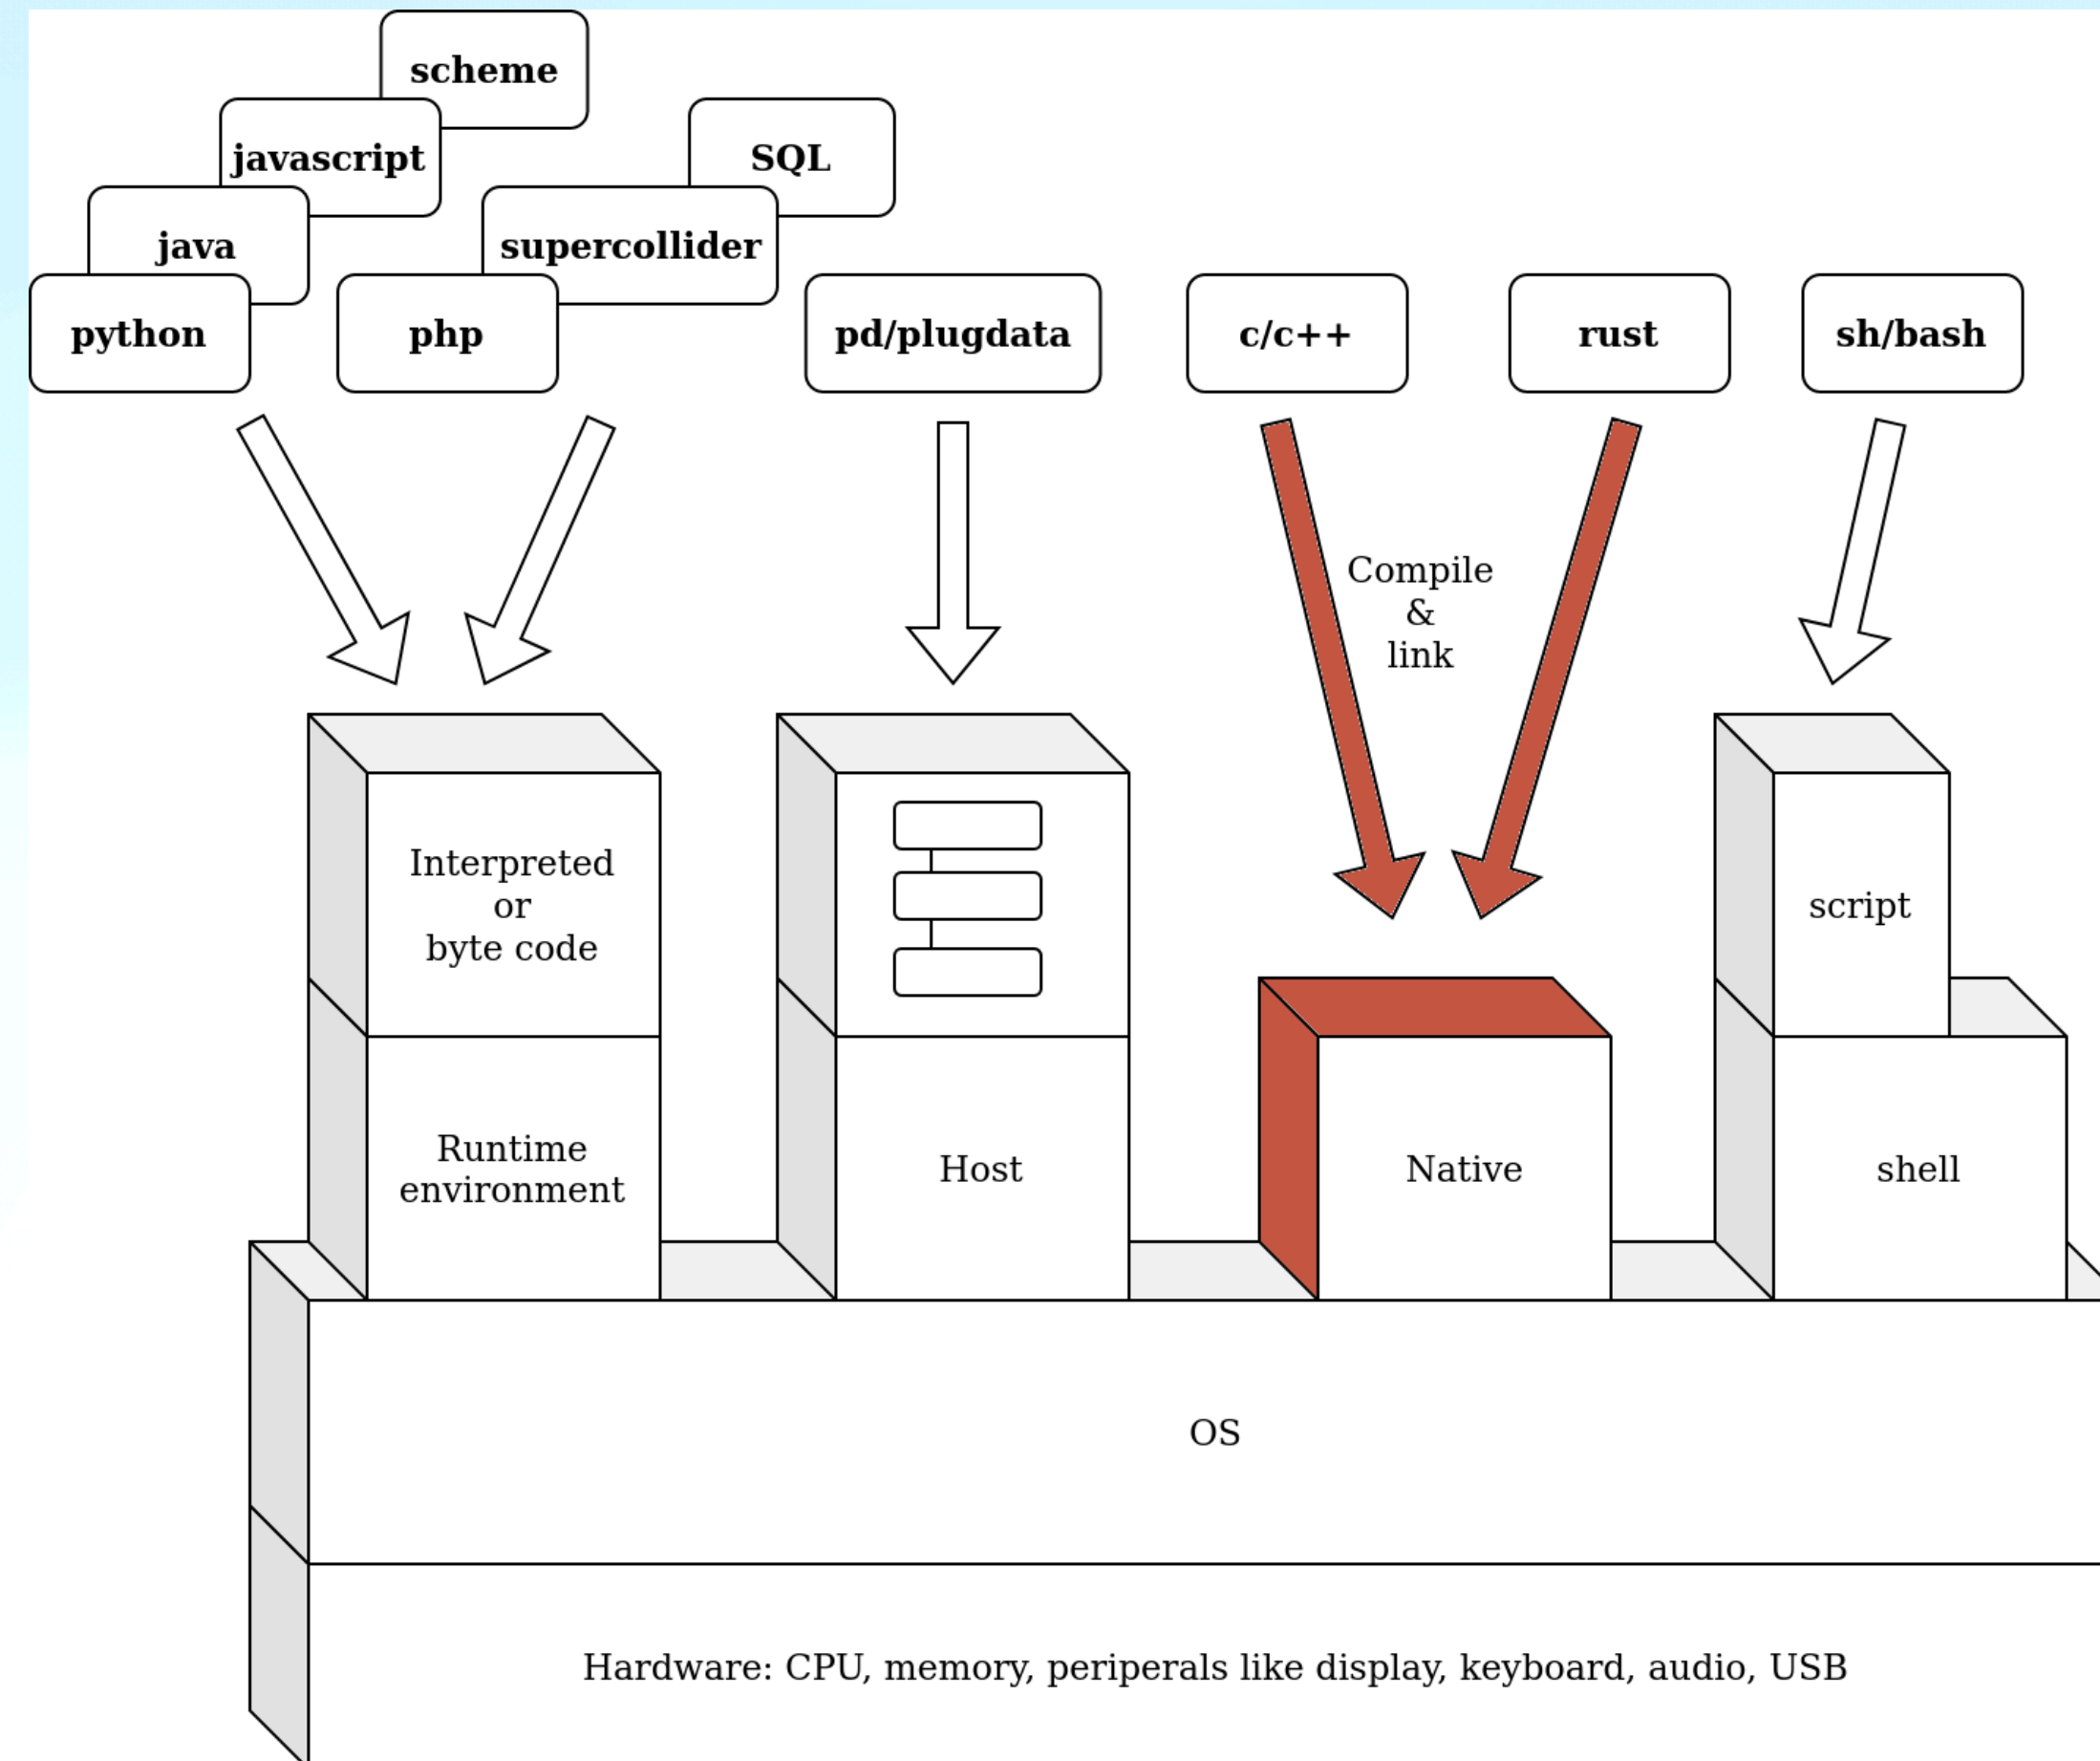 scheme
javascript
SQL
java
supercollider
python
php
pd/plugdata
c/c++
rust
sh/bash
Compile
&
link
Interpreted
or
byte code
script
Runtime
environment
Host
Native
shell
OS
Hardware: CPU, memory, periperals like display, keyboard, audio, USB